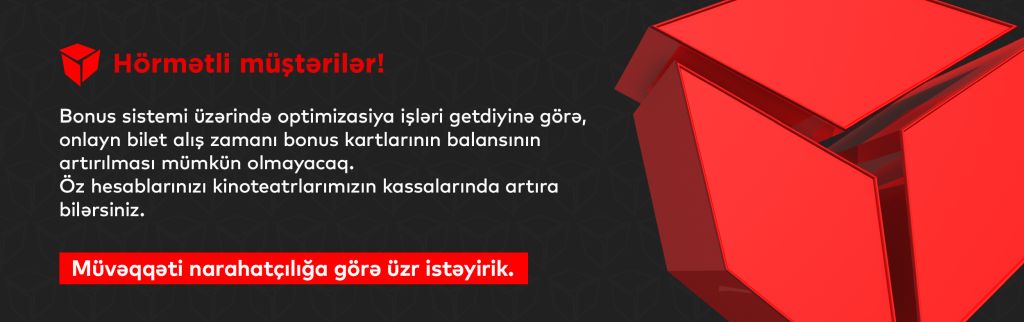 Hörmətli müştərilər!
Bonus sistemi üzərində optimizasiya işləri getdiyinə görə,
onlayn bilet alış zamanı bonus kartlarının balansının
artırılması mümkün olmayacaq.
Öz hesablarınızı kinoteatrlarımızın kassalarında artıra
bilərsiniz.
Müvəqqəti narahatçılığa görə üzr istəyirik.